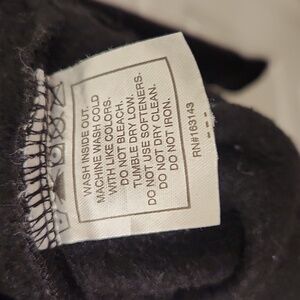 WASH INSIDE OUT.
MACHINE WASH COLD
WITH LIKE COLORS.
DO NOT BLEACH.
TUMBLE DRY LOW.
DO NOT USE SOFTENERS.
DO NOT DRY CLEAN.
DO NOT IRON.
RN#163143